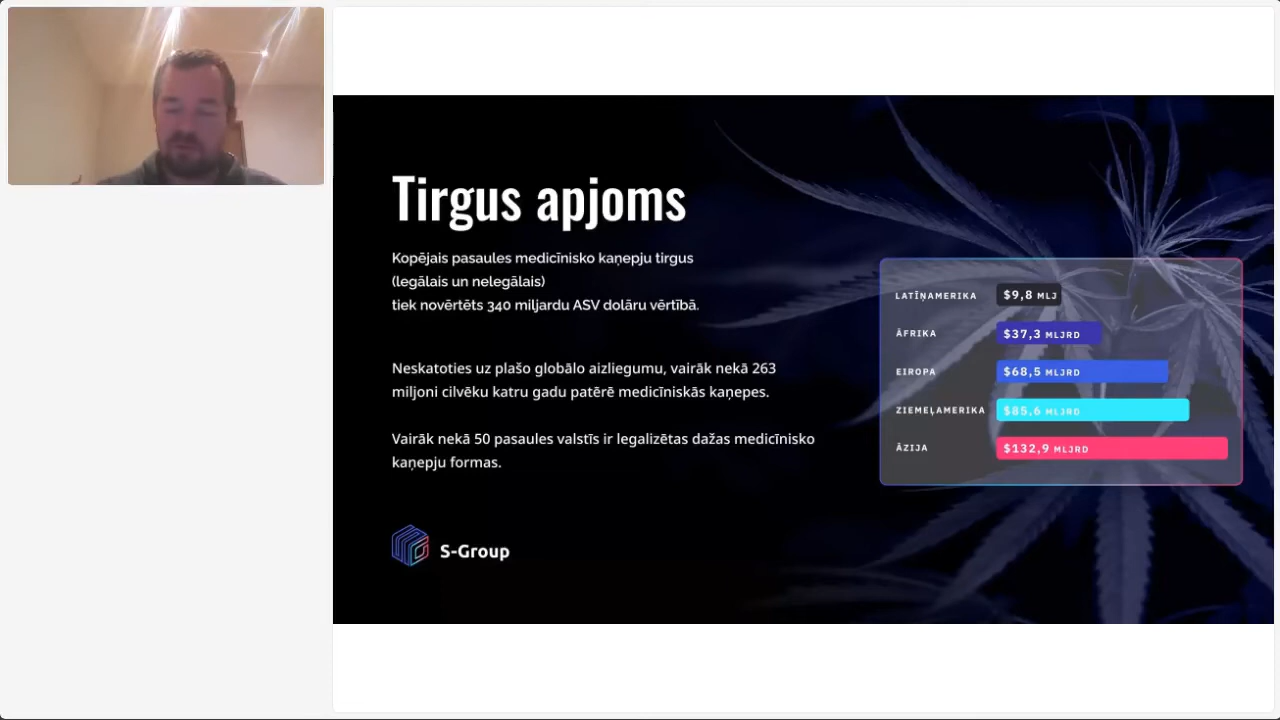 Tirgus apjoms
Kopējais pasaules medicīnisko kaņepju tirgus
(legālais un nelegālais)
tiek novērtēts 340 miljardu ASV dolāru vērtībā.
Neskatoties uz plašo globālo aizliegumu, vairāk nekā 263
miljoni cilvēku katru gadu patērē medicīniskās kaņepes.
Vairāk nekā 50 pasaules valstīs ir legalizētas dažas medicīnisko
kaņepju formas.
S-Group
LATĪŅAMERIKA $9,8 MLJ
ĀFRIKA $37,3 MLJRD
EIROPA $68,5 MLJRD
ZIEMEĻAMERIKA $85,6 MLJRD
ĀZIJA $132,9 MLJRD